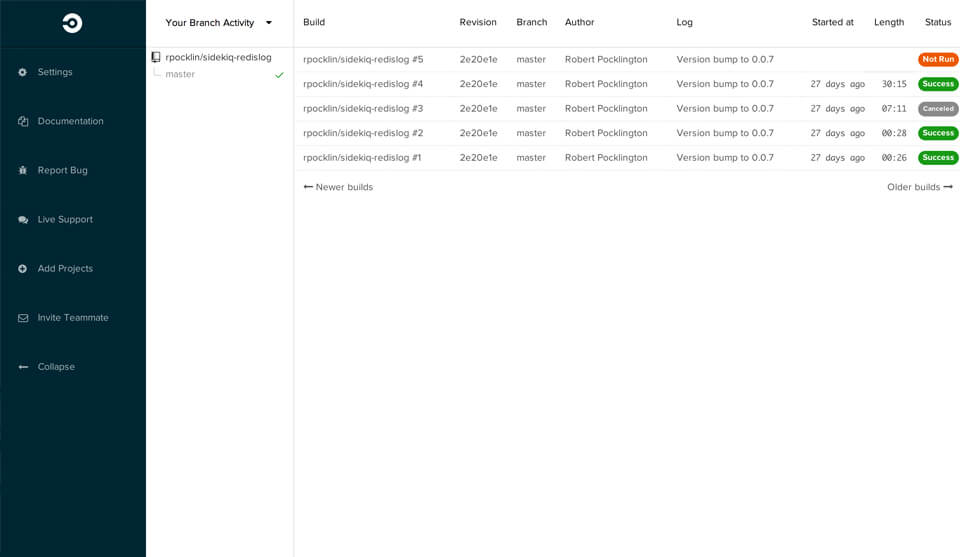 Settings
Documentation
Report Bug
Live Support
Add Projects
Invite Teammate
Collapse
Your Branch Activity
rpocklin/sidekiq-redislog
master
Build Revision Branch Author Log Started at Length Status
rpocklin/sidekiq-redislog #5 2e20e1e master Robert Pocklington Version bump to 0.0.7 Not Run
rpocklin/sidekiq-redislog #4 2e20e1e master Robert Pocklington Version bump to 0.0.7 27 days ago 30:15 Success
rpocklin/sidekiq-redislog #3 2e20e1e master Robert Pocklington Version bump to 0.0.7 27 days ago 07:11 Canceled
rpocklin/sidekiq-redislog #2 2e20e1e master Robert Pocklington Version bump to 0.0.7 27 days ago 00:28 Success
rpocklin/sidekiq-redislog #1 2e20e1e master Robert Pocklington Version bump to 0.0.7 27 days ago 00:26 Success
← Newer builds Older builds →